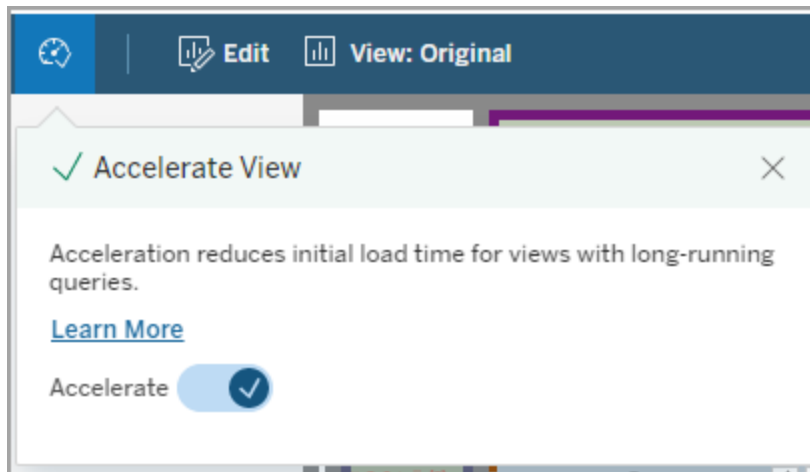 Edit View: Original
Accelerate View
Acceleration reduces initial load time for views with long-running
queries.
Learn More
Accelerate